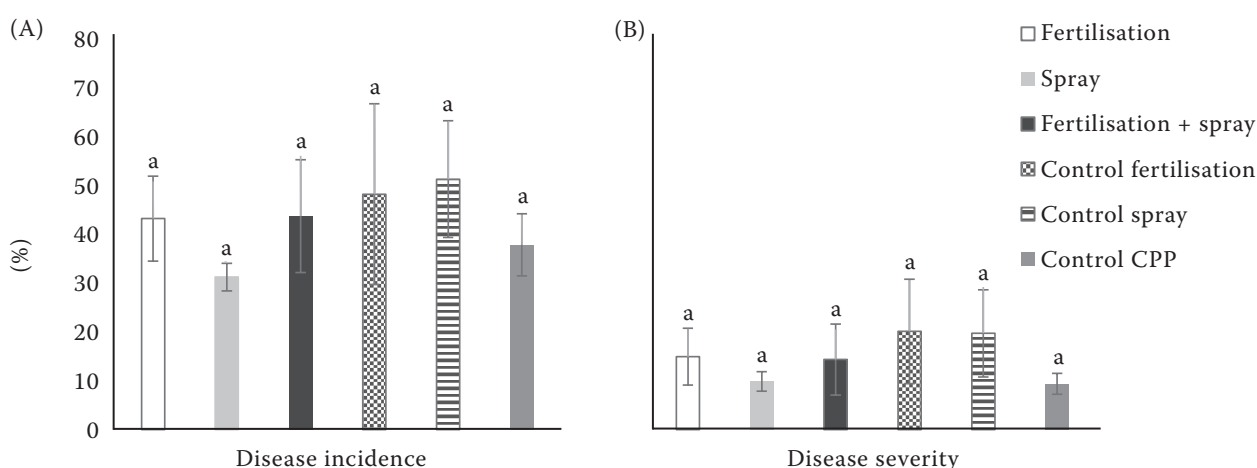 (A)
80
70
60
50
40
30
20
10
0
(%)
a
a
a
a
a
a
Disease incidence
(B)
a
a
a
a
a
a
Disease severity
Fertilisation
Spray
Fertilisation + spray
Control fertilisation
Control spray
Control CPP